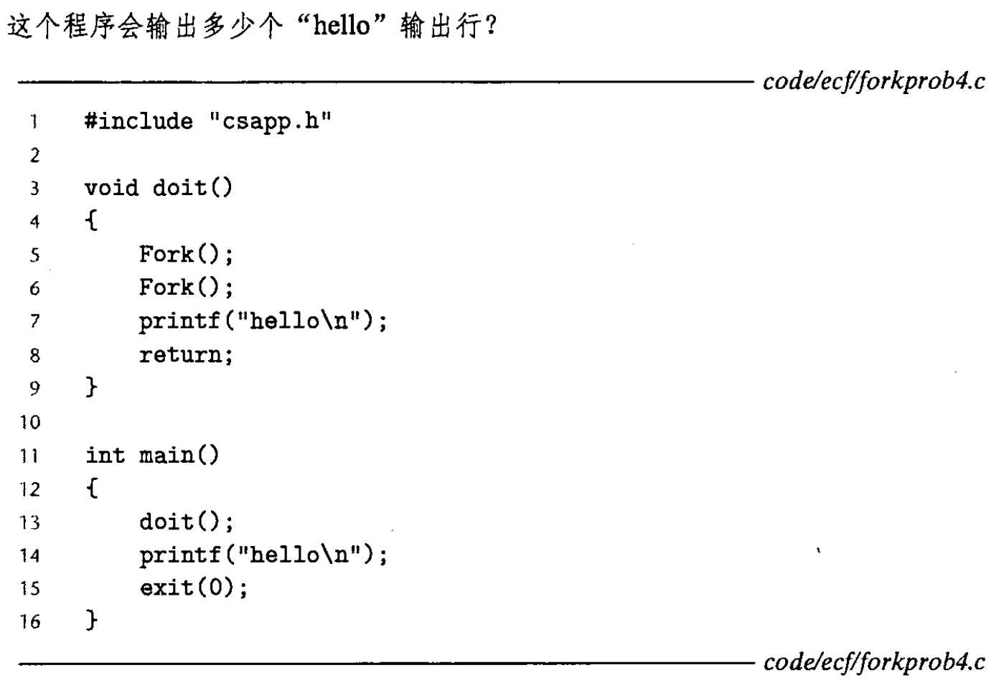 这个程序会输出多少个“hello”输出行?
code/ecf/forkprob4.c
1 #include "csapp.h"
2
3 void doit()
4 {
5     Fork();
6     Fork();
7     printf("hello\n");
8     return;
9 }
10
11 int main()
12 {
13     doit();
14     printf("hello\n");
15     exit(0);
16 }
code/ecf/forkprob4.c